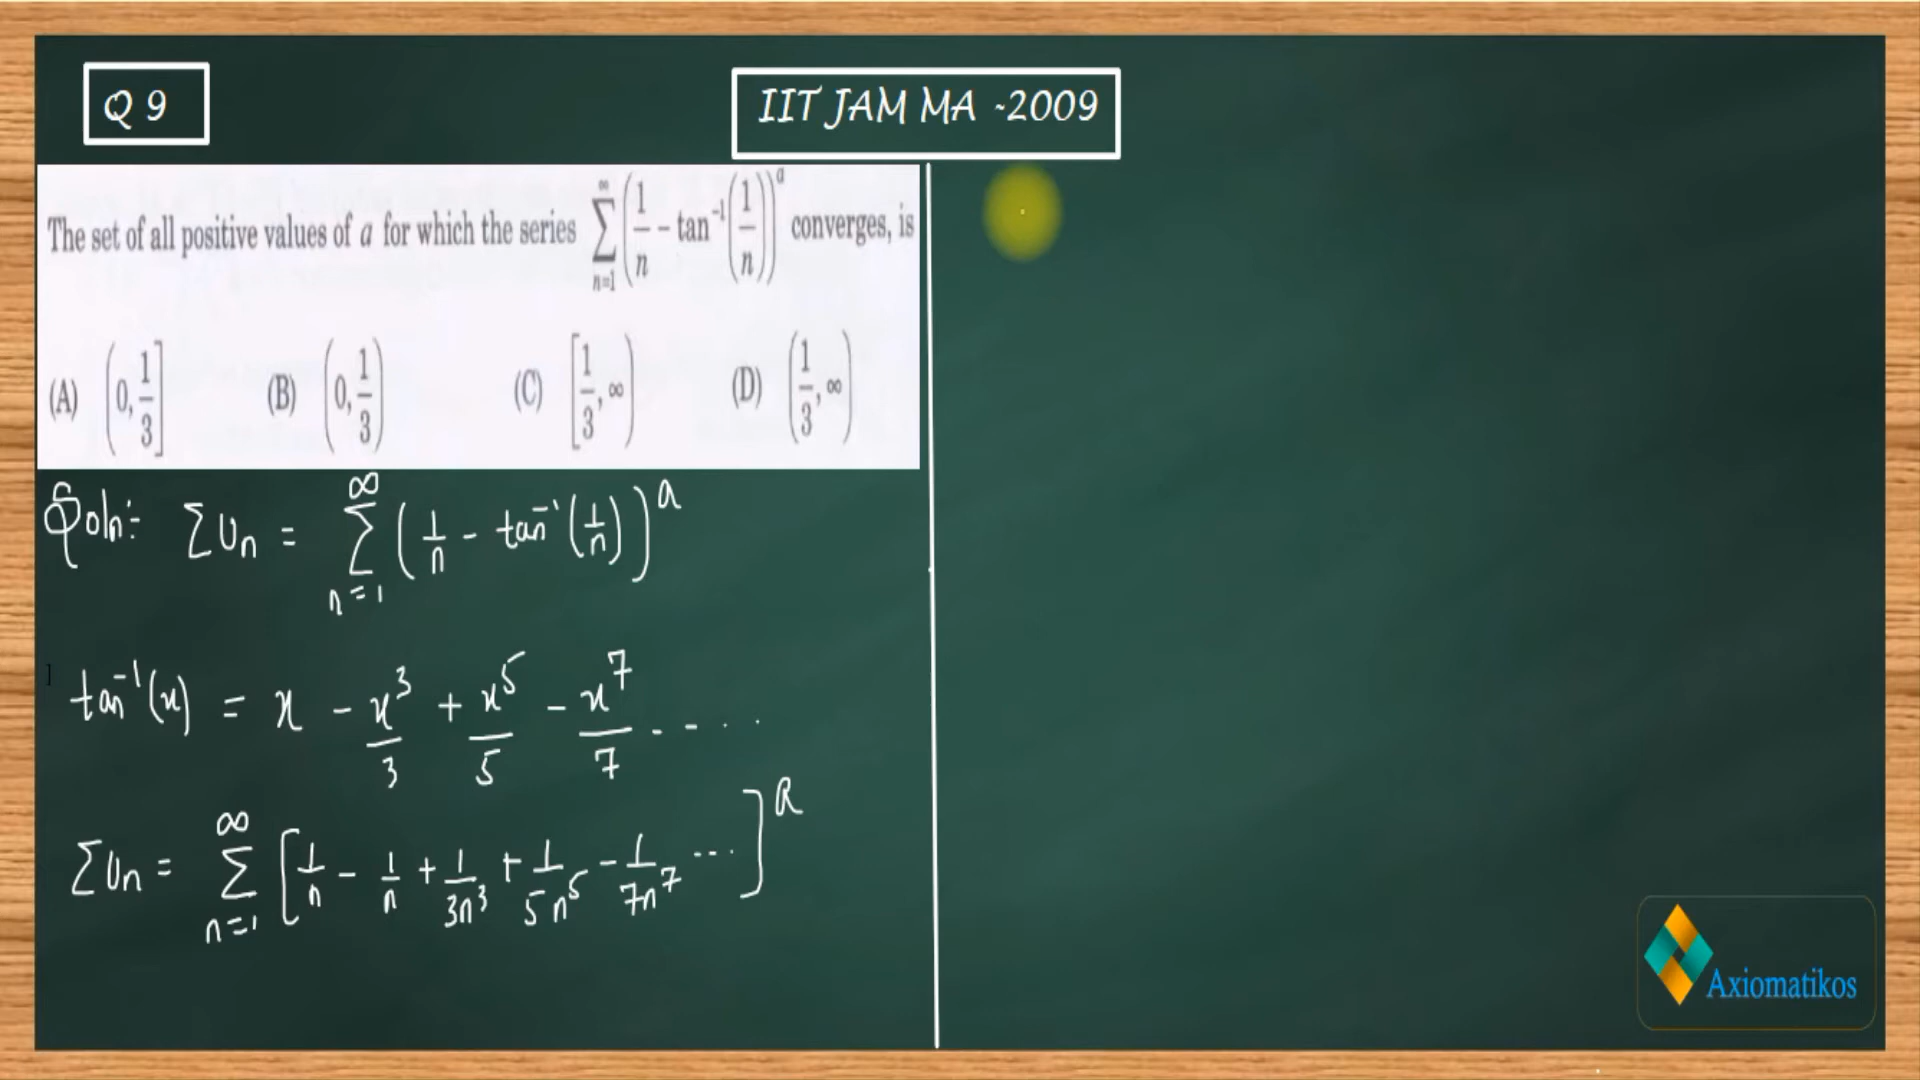 Q 9
IIT JAM MA -2009
The set of all positive values of a for which the series ∑_{n=1}^{∞} (1/n − tan⁻¹(1/n))^a converges, is
(A) (0, 1/3] (B) (0, 1/3) (C) [1/3, ∞) (D) (1/3, ∞)
Soln:- ∑Un = ∑_{n=1}^{∞} (1/n - tan⁻¹(1/n))^a
tan⁻¹(x) = x - x³/3 + x⁵/5 - x⁷/7 - - . . .
∑Un = ∑_{n=1}^{∞} [1/n - 1/n + 1/3n³ + 1/5n⁵ - 1/7n⁷ ...]^a
Axiomatikos